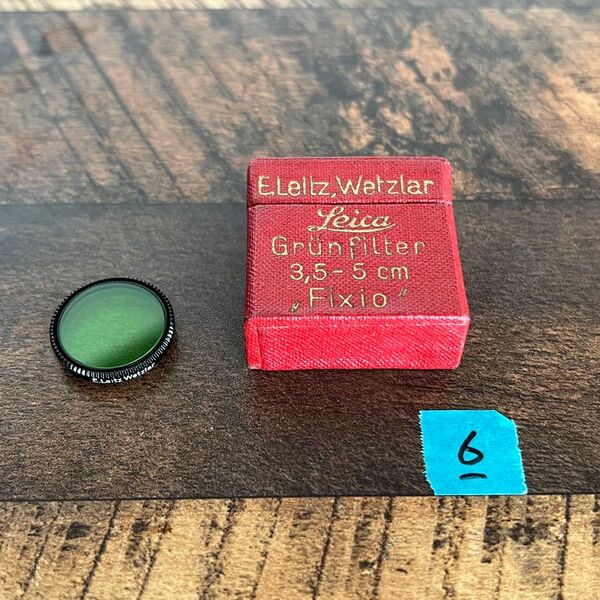 E.Leitz, Wetzlar
Leica
Grünfilter
3,5 - 5 cm
„Fixio“
E.Leitz Wetzlar
6